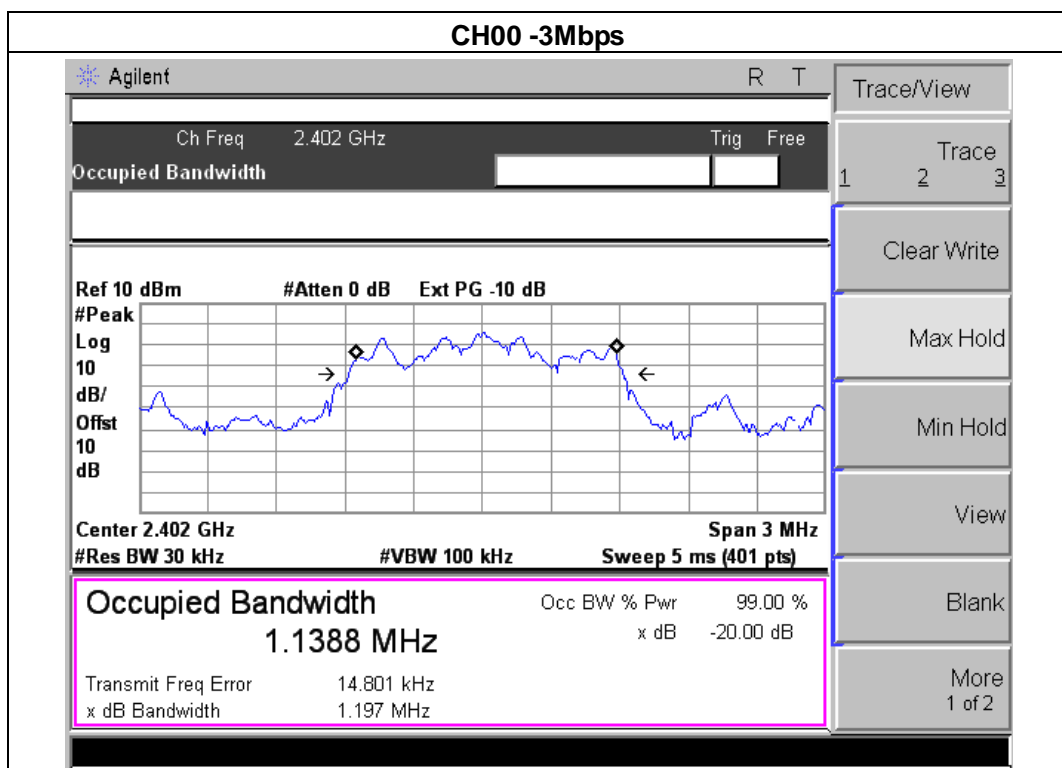 CH00 -3Mbps
Agilent R T
Trace/View
Ch Freq 2.402 GHz Trig Free
Occupied Bandwidth
Trace
1 2 3
Clear Write
Ref 10 dBm #Atten 0 dB Ext PG -10 dB
#Peak
Log
10
dB/
Offst
10
dB
Max Hold
Min Hold
Center 2.402 GHz Span 3 MHz
#Res BW 30 kHz #VBW 100 kHz Sweep 5 ms (401 pts)
View
Occupied Bandwidth Occ BW % Pwr 99.00 %
1.1388 MHz x dB -20.00 dB
Blank
Transmit Freq Error 14.801 kHz
x dB Bandwidth 1.197 MHz
More
1 of 2